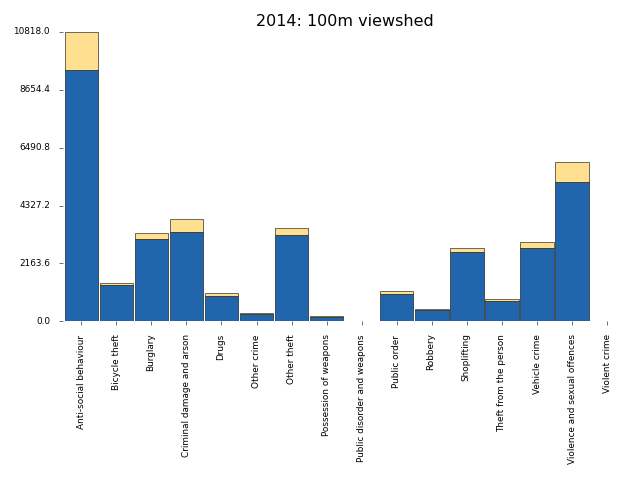 2014: 100m viewshed
10818.0
8654.4
6490.8
4327.2
2163.6
0.0
Anti-social behaviour
Bicycle theft
Burglary
Criminal damage and arson
Drugs
Other crime
Other theft
Possession of weapons
Public disorder and weapons
Public order
Robbery
Shoplifting
Theft from the person
Vehicle crime
Violence and sexual offences
Violent crime